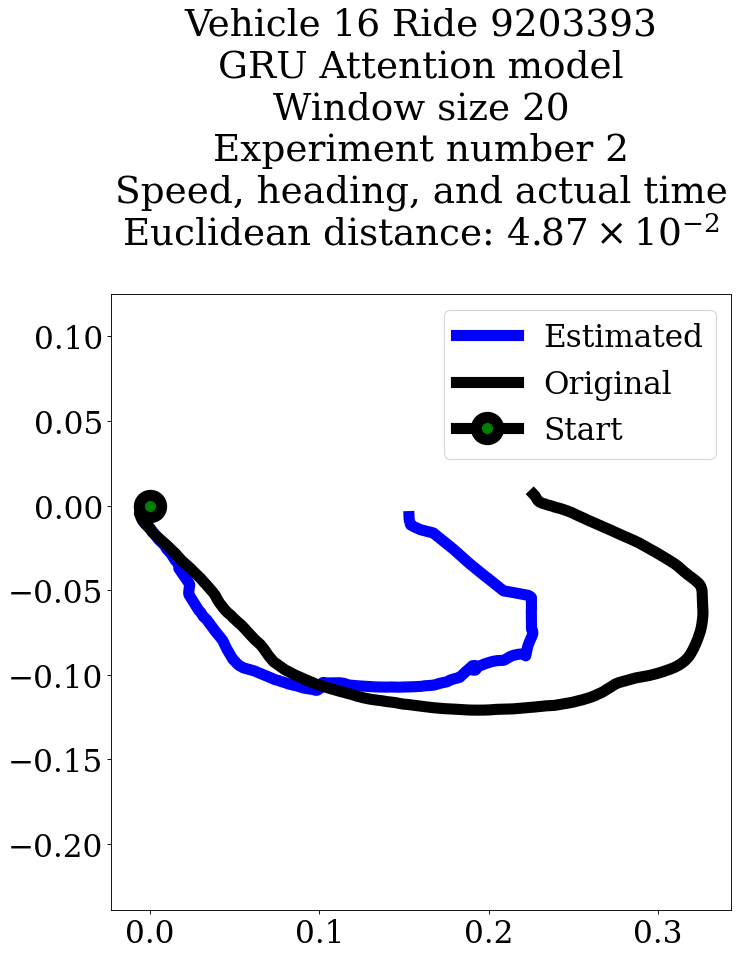 Vehicle 16 Ride 9203393
GRU Attention model
Window size 20
Experiment number 2
Speed, heading, and actual time
Euclidean distance: 4.87 × 10⁻²
Estimated
Original
Start
0.10
0.05
0.00
−0.05
−0.10
−0.15
−0.20
0.0 0.1 0.2 0.3